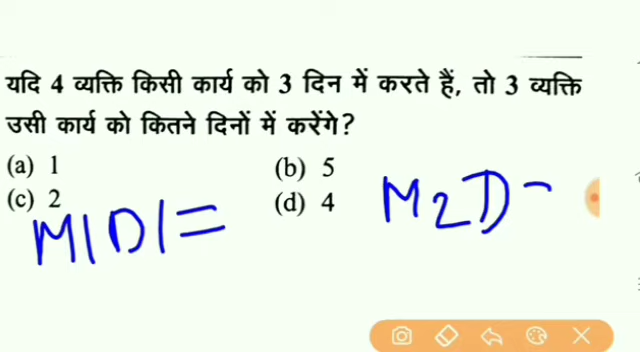 यदि 4 व्यक्ति किसी कार्य को 3 दिन में करते हैं, तो 3 व्यक्ति
उसी कार्य को कितने दिनों में करेंगे?
(a) 1 (b) 5
(c) 2 (d) 4
M1D1= M2D-